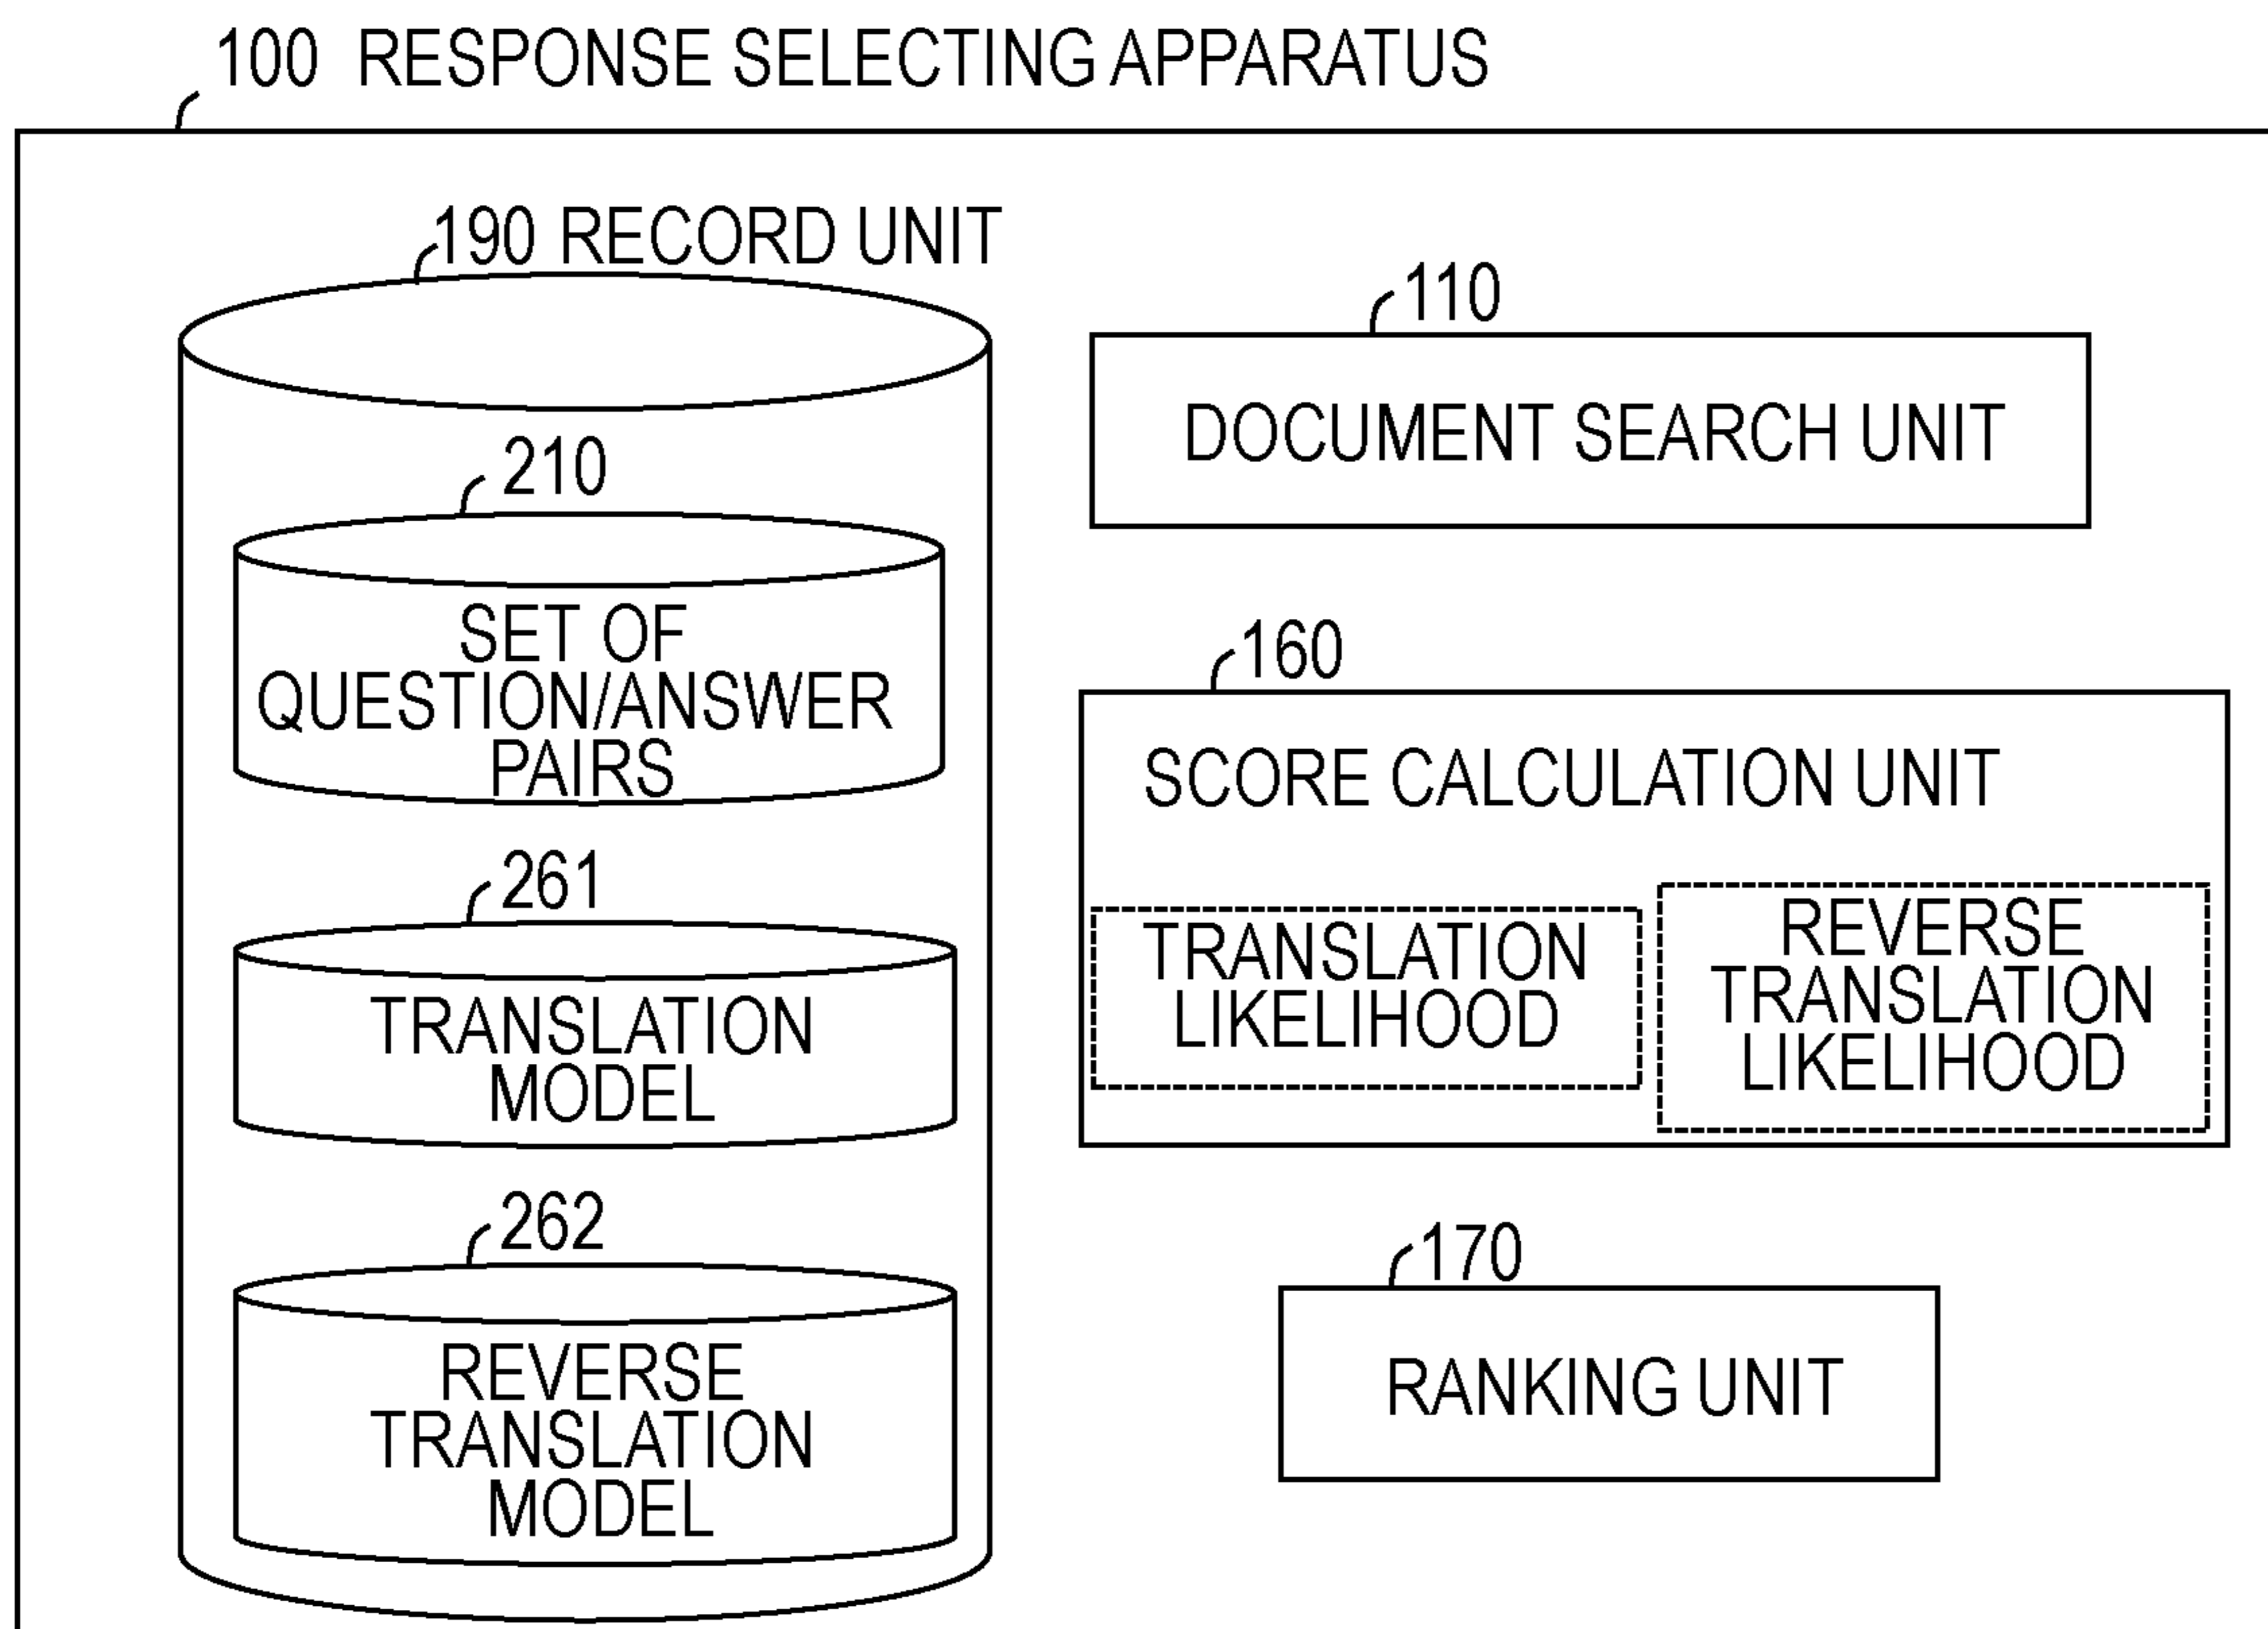 100 RESPONSE SELECTING APPARATUS
190 RECORD UNIT
210
SET OF
QUESTION/ANSWER
PAIRS
261
TRANSLATION
MODEL
262
REVERSE
TRANSLATION
MODEL
110
DOCUMENT SEARCH UNIT
160
SCORE CALCULATION UNIT
TRANSLATION
LIKELIHOOD
REVERSE
TRANSLATION
LIKELIHOOD
170
RANKING UNIT